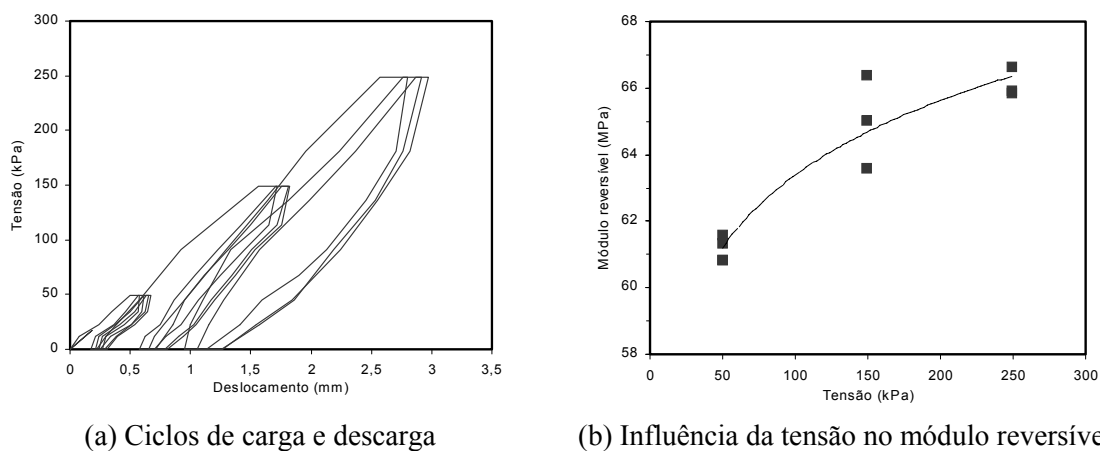 300
250
200
150
100
50
0
Tensão (kPa)
0 0,5 1 1,5 2 2,5 3 3,5
Deslocamento (mm)
(a) Ciclos de carga e descarga
68
66
64
62
60
58
Módulo reversível (MPa)
0 50 100 150 200 250 300
Tensão (kPa)
(b) Influência da tensão no módulo reversíve